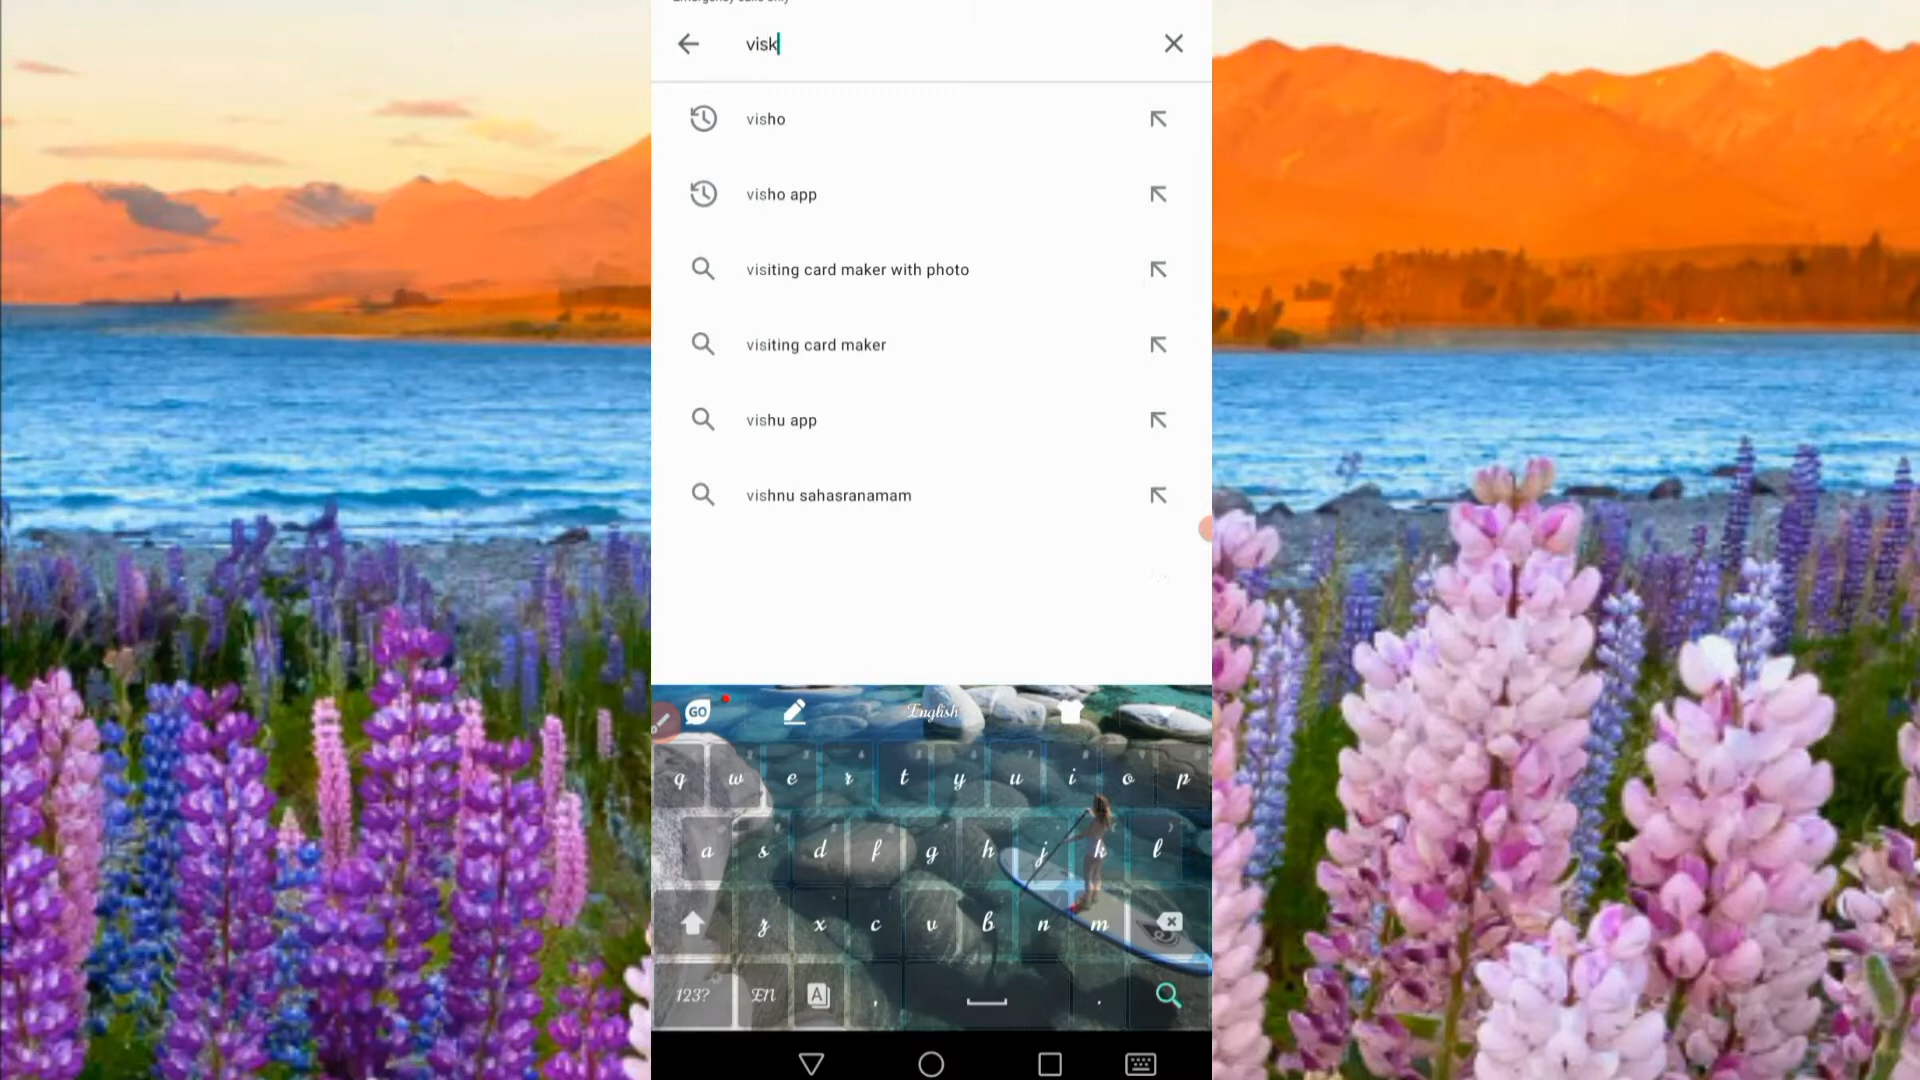 visk
visho
visho app
visiting card maker with photo
visiting card maker
vishu app
vishnu sahasranamam
GO
English
q w e r t y u i o p
a s d f g h j k l
z x c v b n m
123? EN A , .